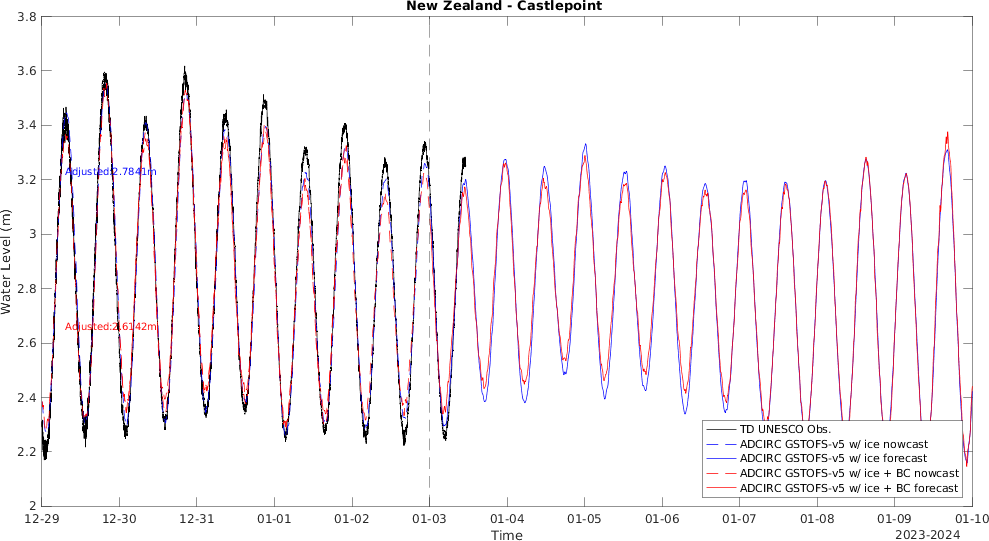 New Zealand - Castlepoint
3.8
3.6
3.4
3.2
3
2.8
2.6
2.4
2.2
2
Water Level (m)
Adjusted:2.7841m
Adjusted:2.6142m
TD UNESCO Obs.
ADCIRC GSTOFS-v5 w/ ice nowcast
ADCIRC GSTOFS-v5 w/ ice forecast
ADCIRC GSTOFS-v5 w/ ice + BC nowcast
ADCIRC GSTOFS-v5 w/ ice + BC forecast
12-29 12-30 12-31 01-01 01-02 01-03 01-04 01-05 01-06 01-07 01-08 01-09 01-10
Time
2023-2024